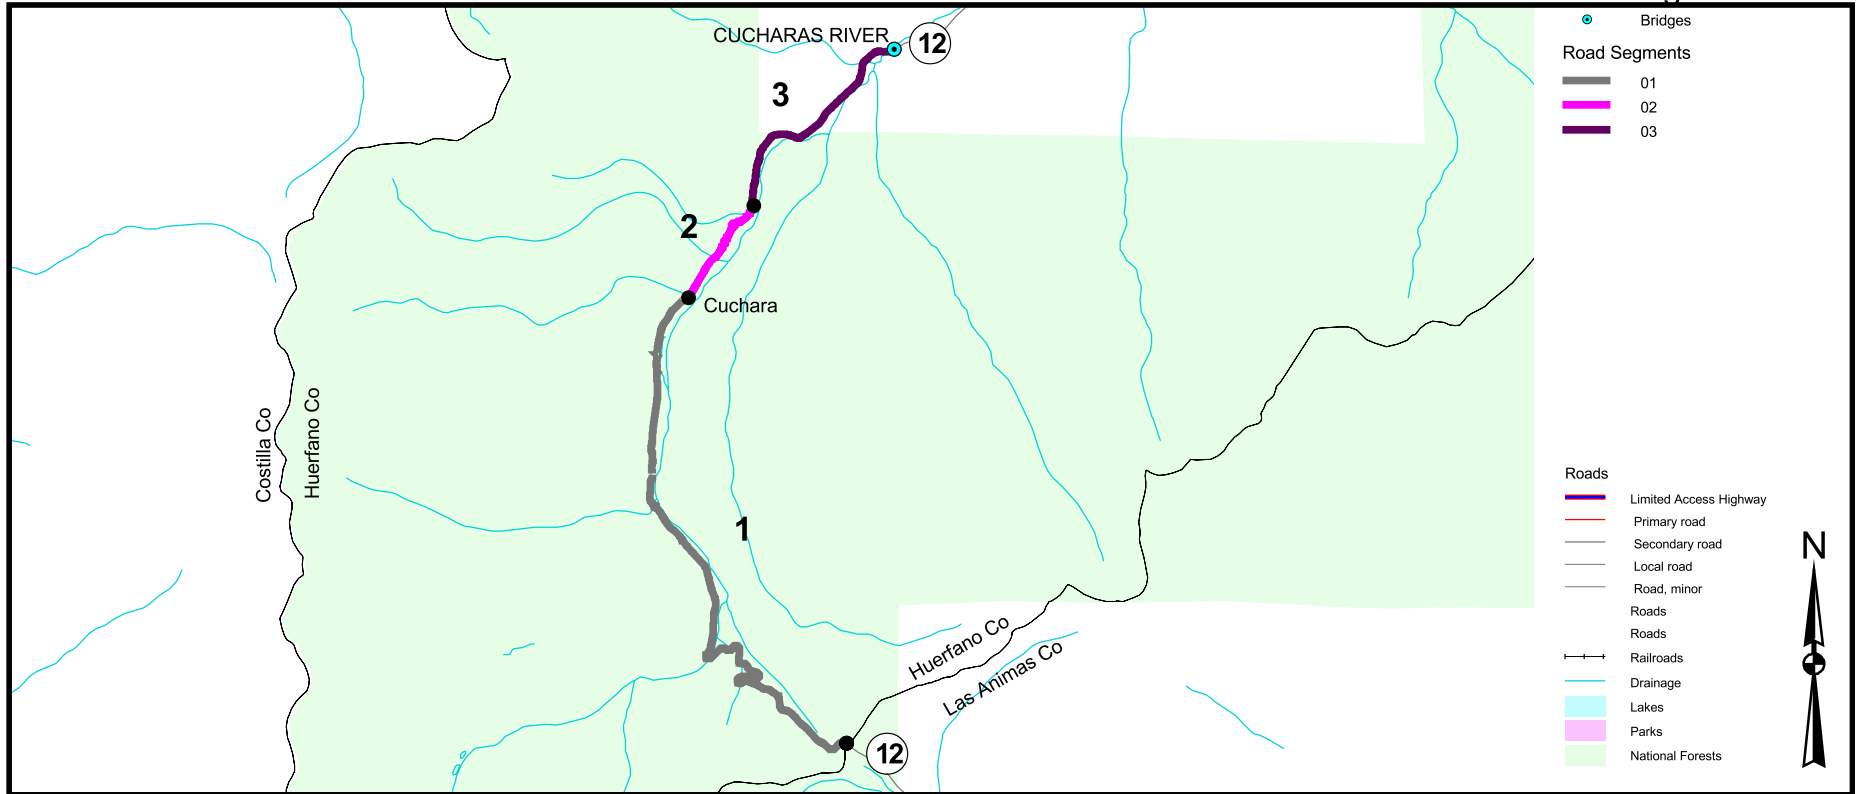 CUCHARAS RIVER
12
3
2
Cuchara
Costilla Co
Huerfano Co
1
Huerfano Co
Las Animas Co
12
Bridges
Road Segments
01
02
03
Roads
Limited Access Highway
Primary road
Secondary road
Local road
Road, minor
Roads
Roads
Railroads
Drainage
Lakes
Parks
National Forests
N